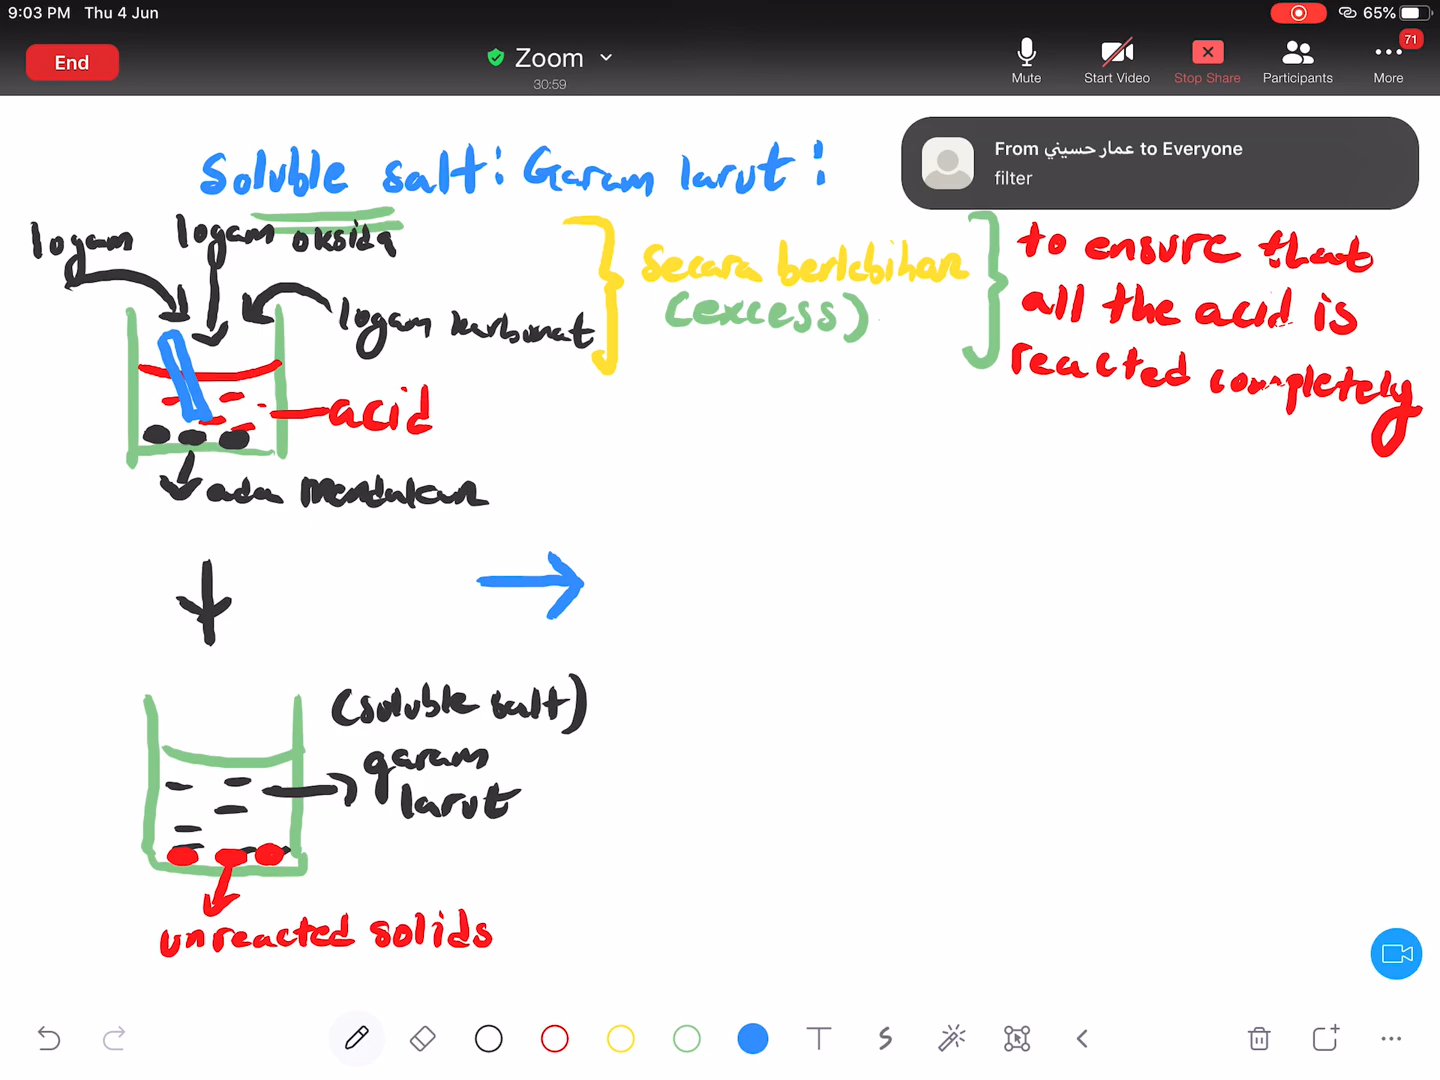 9:03 PM Thu 4 Jun
65%
End
Zoom
30:59
Mute
Start Video
Stop Share
Participants
71
More
From عمار حسيني to Everyone
filter
Soluble salt: Garam larut:
logam
logam oksida
logam karbonat
secara berlebihan
(excess)
to ensure that
all the acid is
reacted completely
acid
ada mendakan
(soluble salt)
garam
larut
unreacted solids